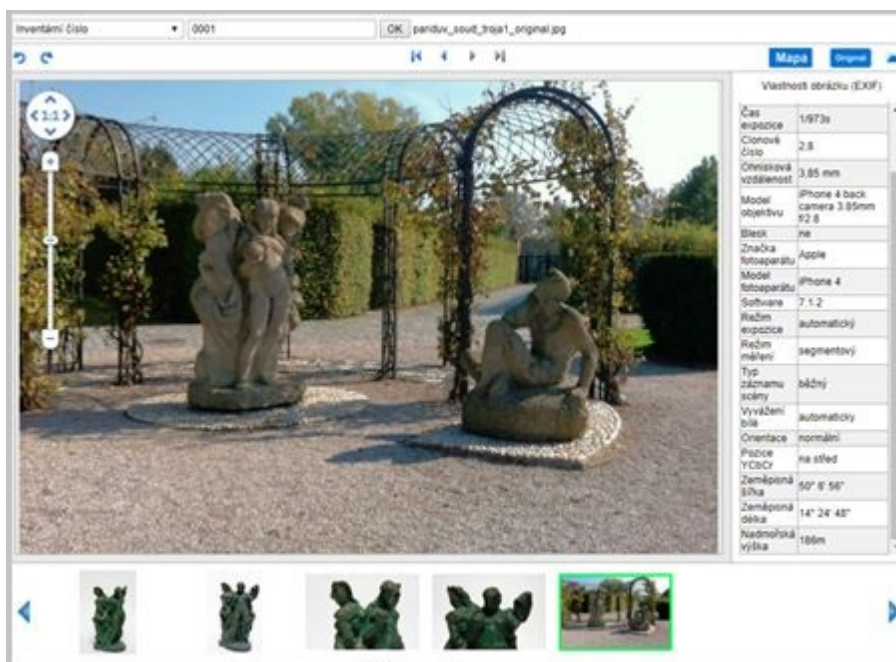 Inventární číslo 0001 OK pariduv_soud_troja1_original.jpg
Mapa Original
Vlastnosti obrázku (EXIF)
1:1
Čas
expozice 1/973s
Clonové
číslo 2.8
Ohnisková
vzdálenost 3.85 mm
Model
objektivu iPhone 4 back
camera 3.85mm
f/2.8
Blesk ne
Značka
fotoaparátu Apple
Model
fotoaparátu iPhone 4
Software 7.1.2
Režim
expozice automatický
Režim
měření segmentový
Typ
záznamu
scény běžný
Vyvážení
bílé automaticky
Orientace normální
Pozice
YCbCr na střed
Zeměpisná
šířka 50° 6' 56"
Zeměpisná
délka 14° 24' 48"
Nadmořská
výška 186m